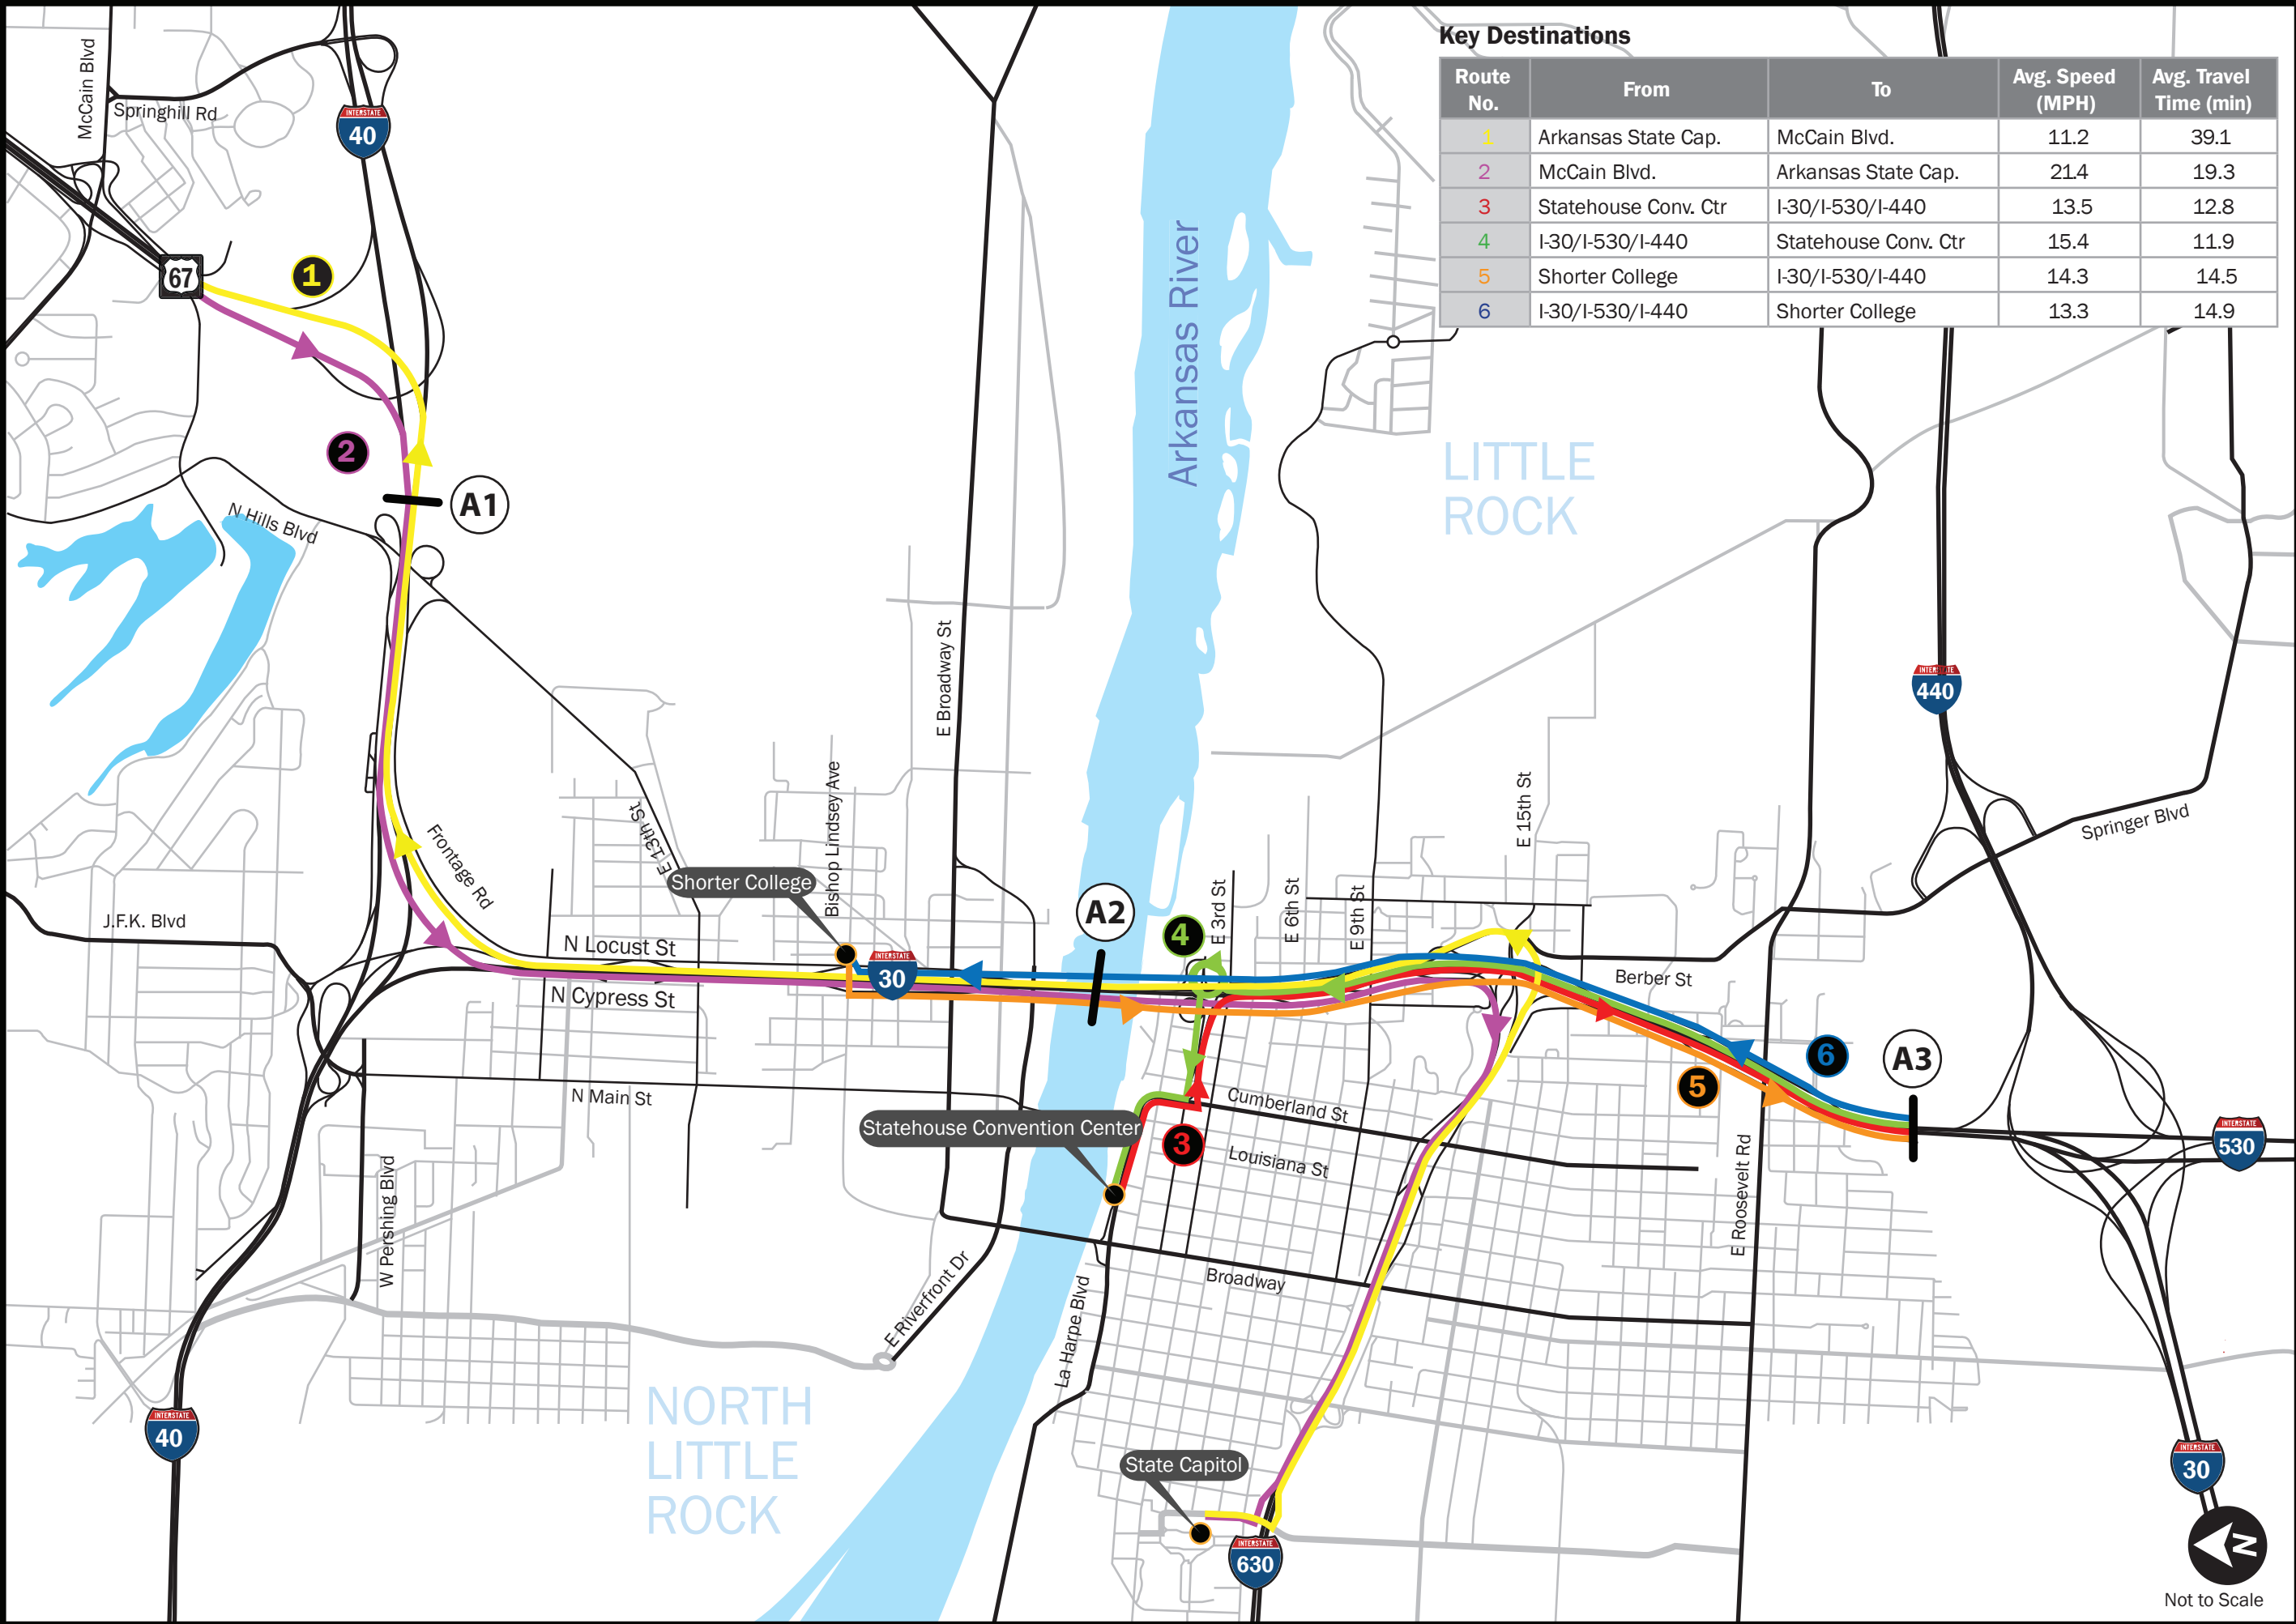 Key Destinations
Route No. From To Avg. Speed (MPH) Avg. Travel Time (min)
1 Arkansas State Cap. McCain Blvd. 11.2 39.1
2 McCain Blvd. Arkansas State Cap. 21.4 19.3
3 Statehouse Conv. Ctr I-30/I-530/I-440 13.5 12.8
4 I-30/I-530/I-440 Statehouse Conv. Ctr 15.4 11.9
5 Shorter College I-30/I-530/I-440 14.3 14.5
6 I-30/I-530/I-440 Shorter College 13.3 14.9
McCain Blvd
Springhill Rd
INTERSTATE
40
67
1
2
A1
N Hills Blvd
Arkansas River
LITTLE
ROCK
E Broadway St
INTERSTATE
440
Springer Blvd
Frontage Rd
E 13th St
Bishop Lindsey Ave
Shorter College
E 15th St
J.F.K. Blvd
N Locust St
N Cypress St
INTERSTATE
30
A2
4
E 3rd St
E 6th St
E 9th St
Berber St
6
5
A3
N Main St
Statehouse Convention Center
3
Cumberland St
Louisiana St
E Roosevelt Rd
INTERSTATE
530
W Pershing Blvd
E Riverfront Dr
La Harpe Blvd
Broadway
NORTH
LITTLE
ROCK
INTERSTATE
40
State Capitol
INTERSTATE
630
INTERSTATE
30
N
Not to Scale